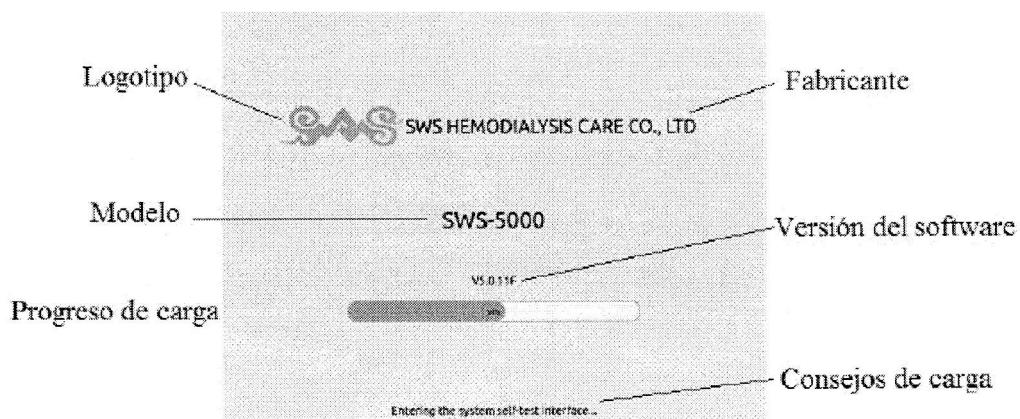 Logotipo
Fabricante
SWS SWS HEMODIALYSIS CARE CO., LTD
Modelo
SWS-5000
Versión del software
V5.0.11F
Progreso de carga
Consejos de carga
Entering the system self-test interface...